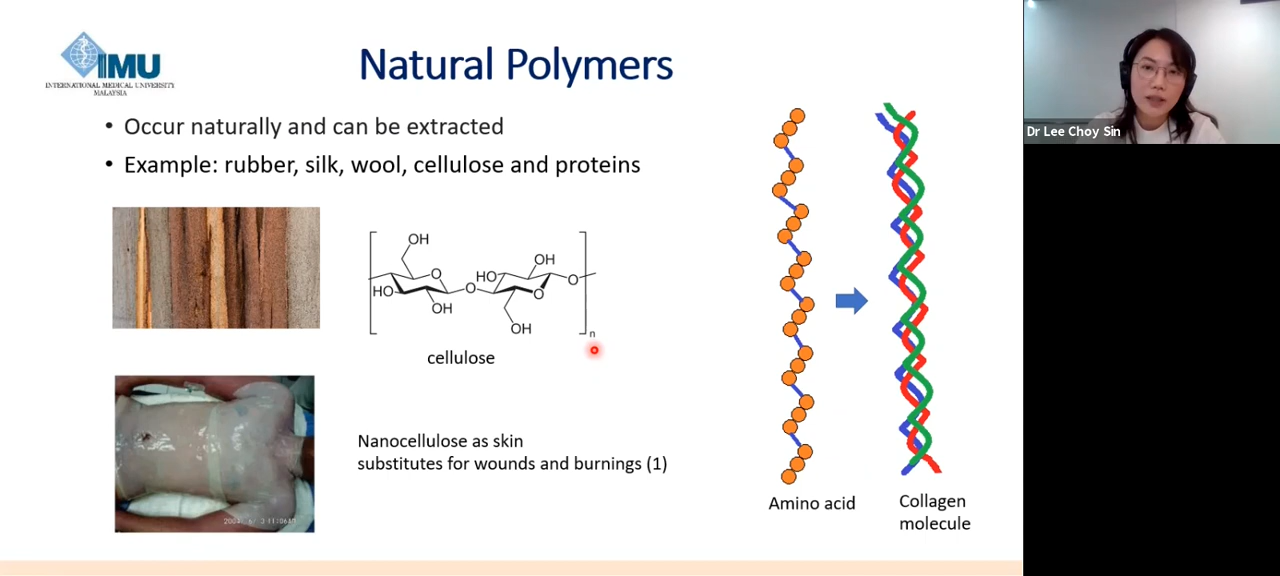 IMU
INTERNATIONAL MEDICAL UNIVERSITY
MALAYSIA
Natural Polymers
• Occur naturally and can be extracted
• Example: rubber, silk, wool, cellulose and proteins
OH
O
HO
OH
O
HO
OH
O
OH
O
n
cellulose
Nanocellulose as skin
substitutes for wounds and burnings (1)
Amino acid
Collagen
molecule
Dr Lee Choy Sin